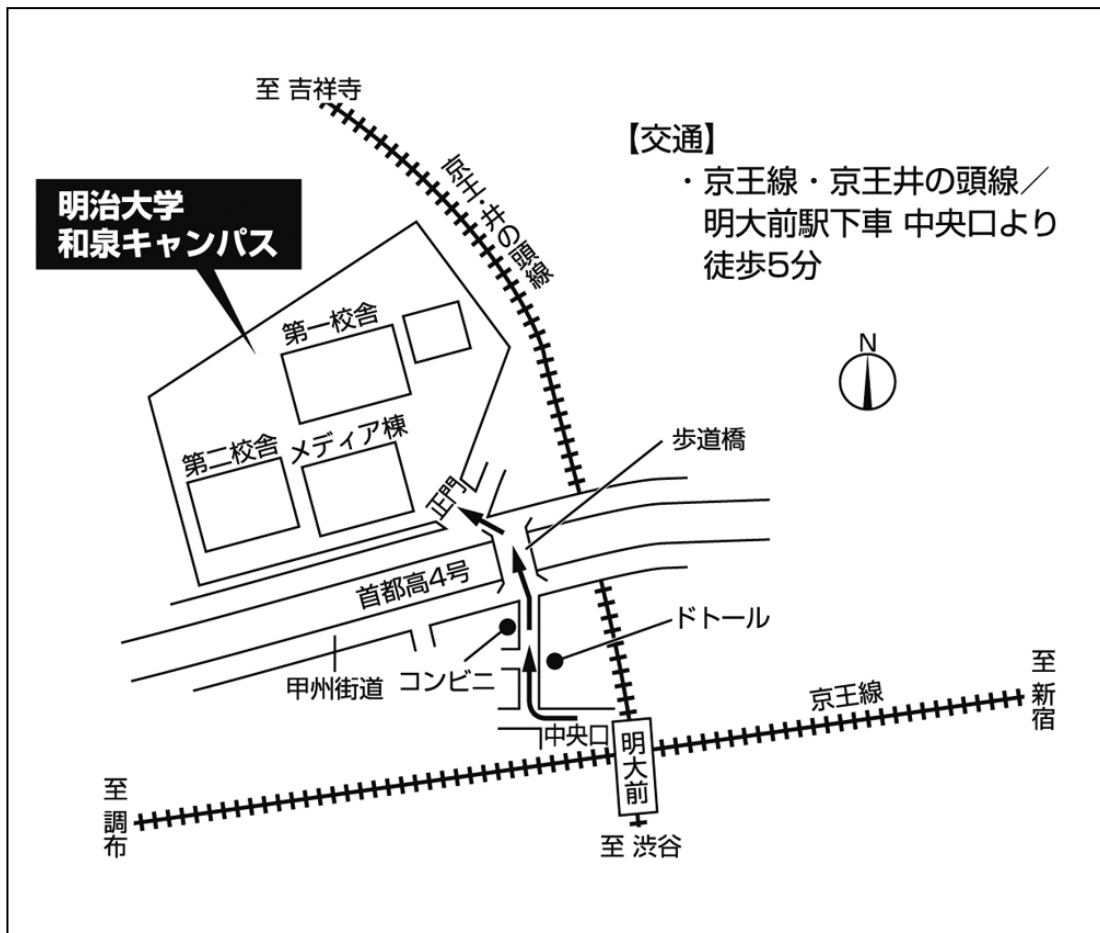 至 吉祥寺
【交通】
・京王線・京王井の頭線／
明大前駅下車 中央口より
徒歩5分
京王・井の頭線
明治大学
和泉キャンパス
N
第一校舎
第二校舎
メディア棟
正門
歩道橋
首都高4号
甲州街道
コンビニ
ドトール
中央口
明大前
京王線
至 新宿
至 調布
至 渋谷